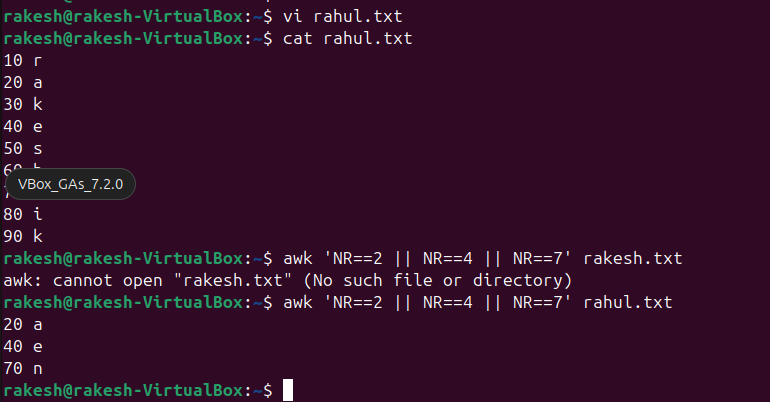 rakesh@rakesh-VirtualBox:~$ vi rahul.txt
rakesh@rakesh-VirtualBox:~$ cat rahul.txt
10 r
20 a
30 k
40 e
50 s
VBox_GAs_7.2.0
80 i
90 k
rakesh@rakesh-VirtualBox:~$ awk 'NR==2 || NR==4 || NR==7' rakesh.txt
awk: cannot open "rakesh.txt" (No such file or directory)
rakesh@rakesh-VirtualBox:~$ awk 'NR==2 || NR==4 || NR==7' rahul.txt
20 a
40 e
70 n
rakesh@rakesh-VirtualBox:~$